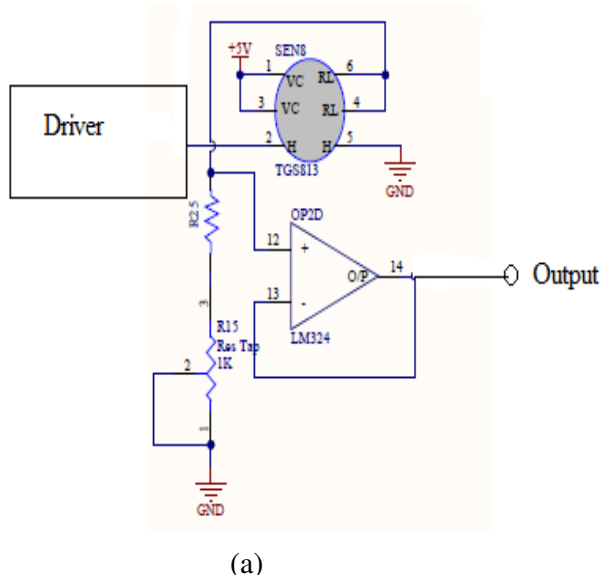 +5V
SEN8
1
VC
RL
6
3
VC
RL
4
2
H
H
5
TGS813
GND
Driver
R25
OP2D
12
+
O/P
14
Output
13
-
LM324
3
R15
Res Tap
1K
2
1
GND
(a)